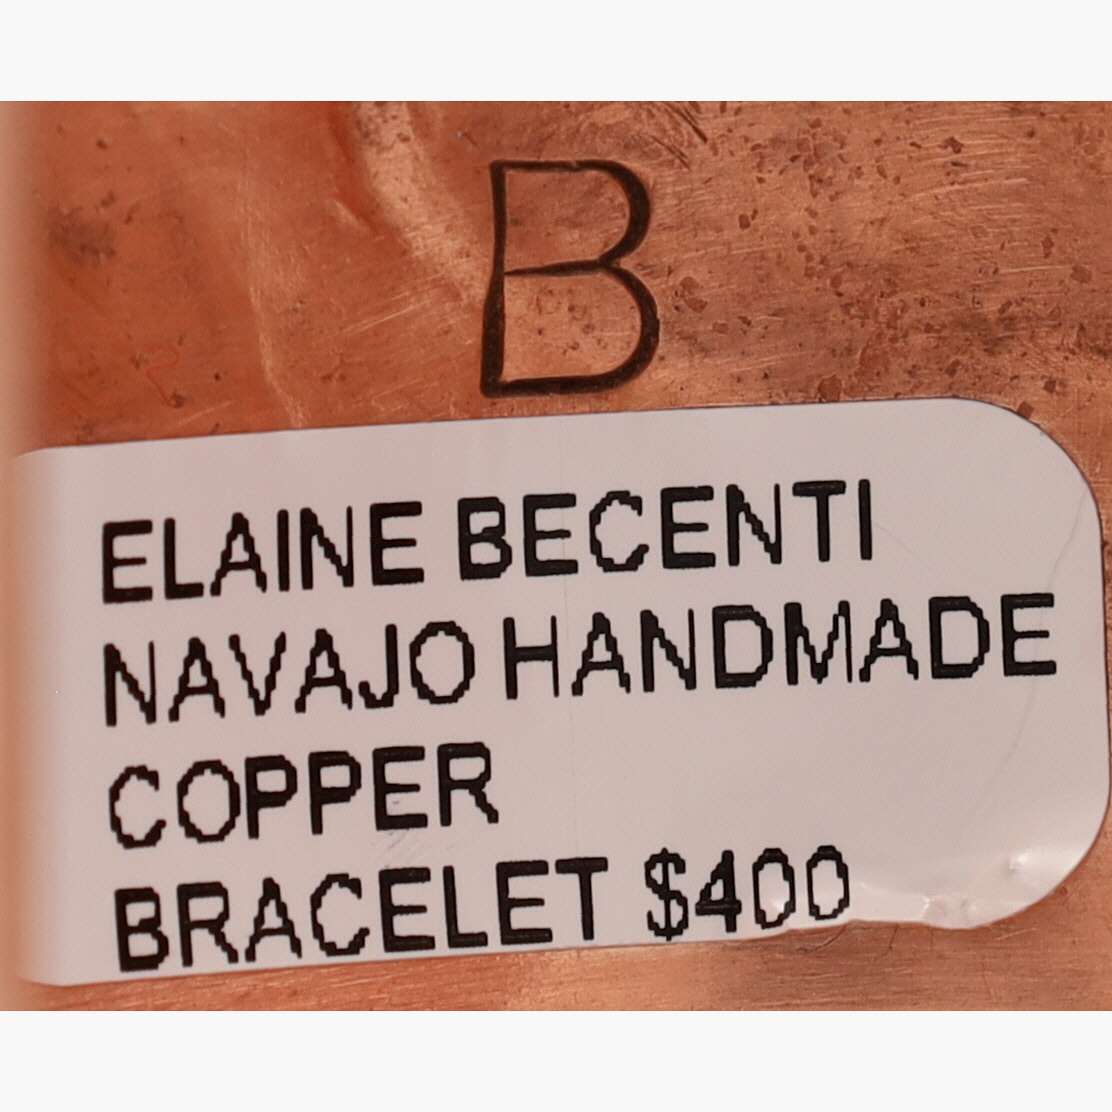 B
ELAINE BECENTI
NAVAJO HANDMADE
COPPER
BRACELET $400